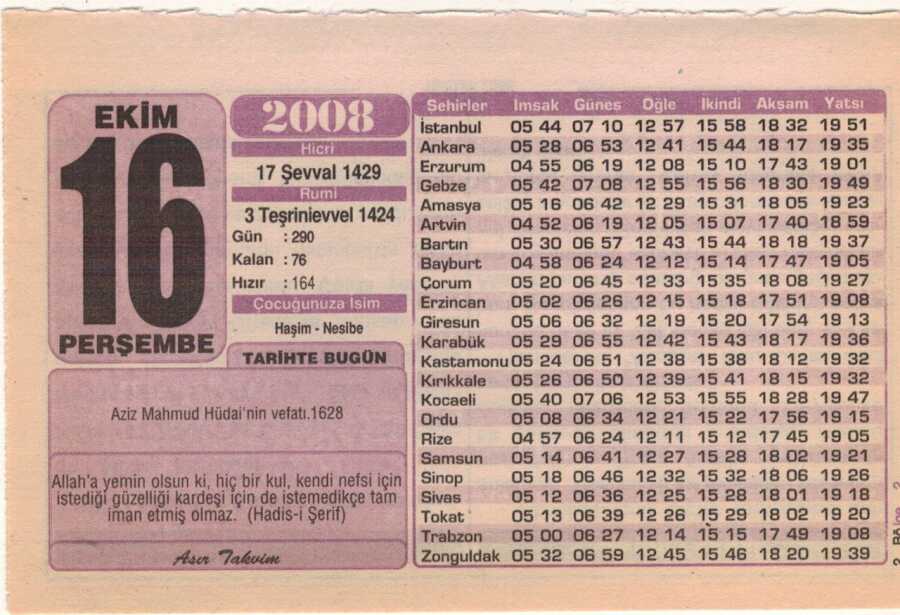 EKİM
16
PERŞEMBE
2008
Hicri
17 Şevval 1429
Rumi
3 Teşrinievvel 1424
Gün : 290
Kalan : 76
Hızır : 164
Çocuğunuza İsim
Haşim - Nesibe
TARİHTE BUGÜN
Aziz Mahmud Hüdai'nin vefatı.1628
Allah'a yemin olsun ki, hiç bir kul, kendi nefsi için
istediği güzelliği kardeşi için de istemedikçe tam
iman etmiş olmaz. (Hadis-i Şerif)
Asır Takvim
Şehirler İmsak Güneş Öğle İkindi Akşam Yatsı
İstanbul 05 44 07 10 12 57 15 58 18 32 19 51
Ankara 05 28 06 53 12 41 15 44 18 17 19 35
Erzurum 04 55 06 19 12 08 15 10 17 43 19 01
Gebze 05 42 07 08 12 55 15 56 18 30 19 49
Amasya 05 16 06 42 12 29 15 31 18 05 19 23
Artvin 04 52 06 19 12 05 15 07 17 40 18 59
Bartın 05 30 06 57 12 43 15 44 18 18 19 37
Bayburt 04 58 06 24 12 12 15 14 17 47 19 05
Çorum 05 20 06 45 12 33 15 35 18 08 19 27
Erzincan 05 02 06 26 12 15 15 18 17 51 19 08
Giresun 05 06 06 32 12 19 15 20 17 54 19 13
Karabük 05 29 06 55 12 42 15 43 18 17 19 36
Kastamonu 05 24 06 51 12 38 15 38 18 12 19 32
Kırıkkale 05 26 06 50 12 39 15 41 18 15 19 32
Kocaeli 05 40 07 06 12 53 15 55 18 28 19 47
Ordu 05 08 06 34 12 21 15 22 17 56 19 15
Rize 04 57 06 24 12 11 15 12 17 45 19 05
Samsun 05 14 06 41 12 27 15 28 18 02 19 21
Sinop 05 18 06 46 12 32 15 32 18 06 19 26
Sivas 05 12 06 36 12 25 15 28 18 01 19 18
Tokat 05 13 06 39 12 26 15 29 18 02 19 20
Trabzon 05 00 06 27 12 14 15 15 17 49 19 08
Zonguldak 05 32 06 59 12 45 15 46 18 20 19 39